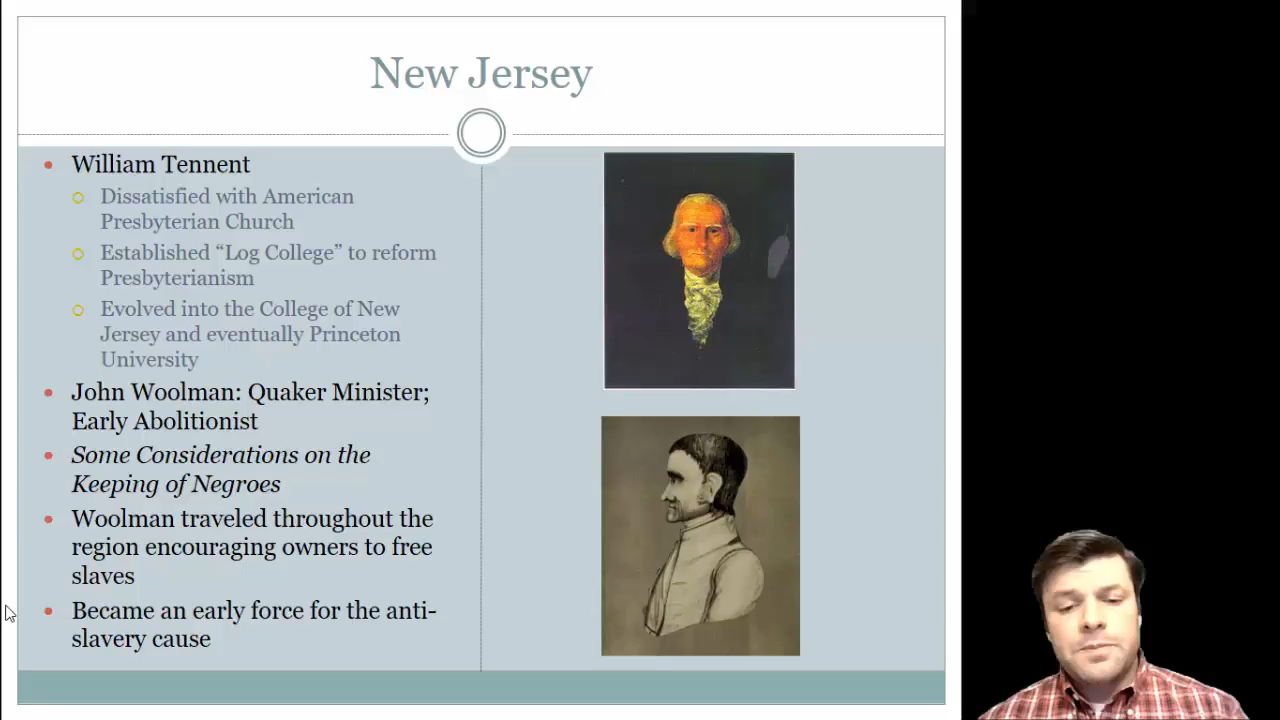 New Jersey
William Tennent
Dissatisfied with American
Presbyterian Church
Established “Log College” to reform
Presbyterianism
Evolved into the College of New
Jersey and eventually Princeton
University
John Woolman: Quaker Minister;
Early Abolitionist
Some Considerations on the
Keeping of Negroes
Woolman traveled throughout the
region encouraging owners to free
slaves
Became an early force for the anti-
slavery cause